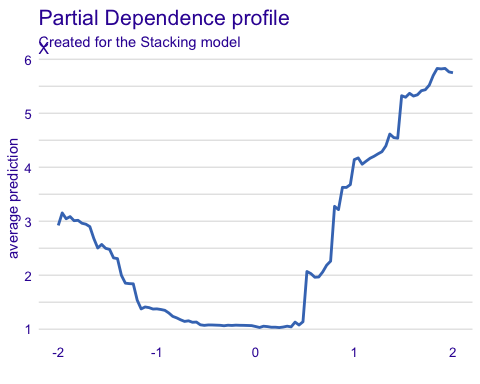 Partial Dependence profile
Created for the Stacking model
X
6
5
4
3
2
1
average prediction
-2 -1 0 1 2